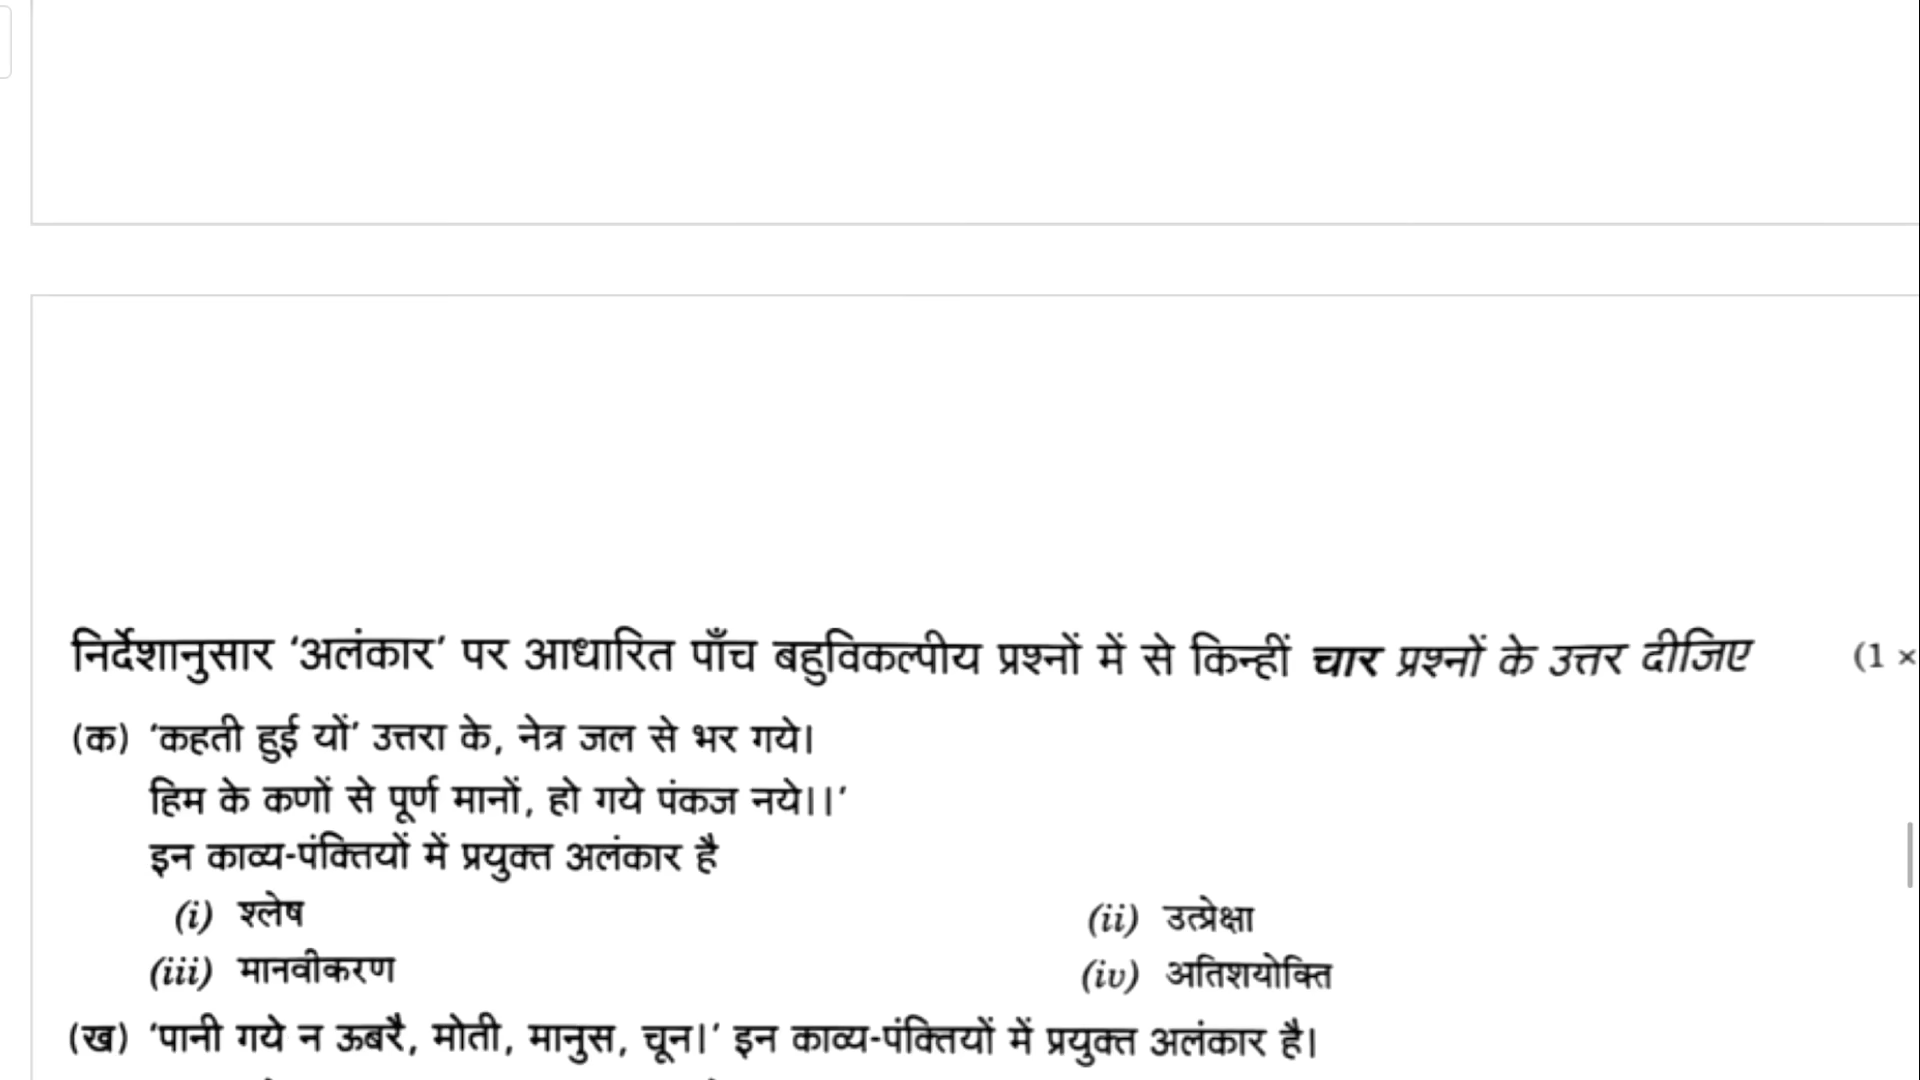 निर्देशानुसार ‘अलंकार’ पर आधारित पाँच बहुविकल्पीय प्रश्नों में से किन्हीं चार प्रश्नों के उत्तर दीजिए (1 ×
(क) ‘कहती हुई यों’ उत्तरा के, नेत्र जल से भर गये।
हिम के कणों से पूर्ण मानों, हो गये पंकज नये।।’
इन काव्य-पंक्तियों में प्रयुक्त अलंकार है
(i) श्लेष (ii) उत्प्रेक्षा
(iii) मानवीकरण (iv) अतिशयोक्ति
(ख) ‘पानी गये न ऊबरै, मोती, मानुस, चून।’ इन काव्य-पंक्तियों में प्रयुक्त अलंकार है।